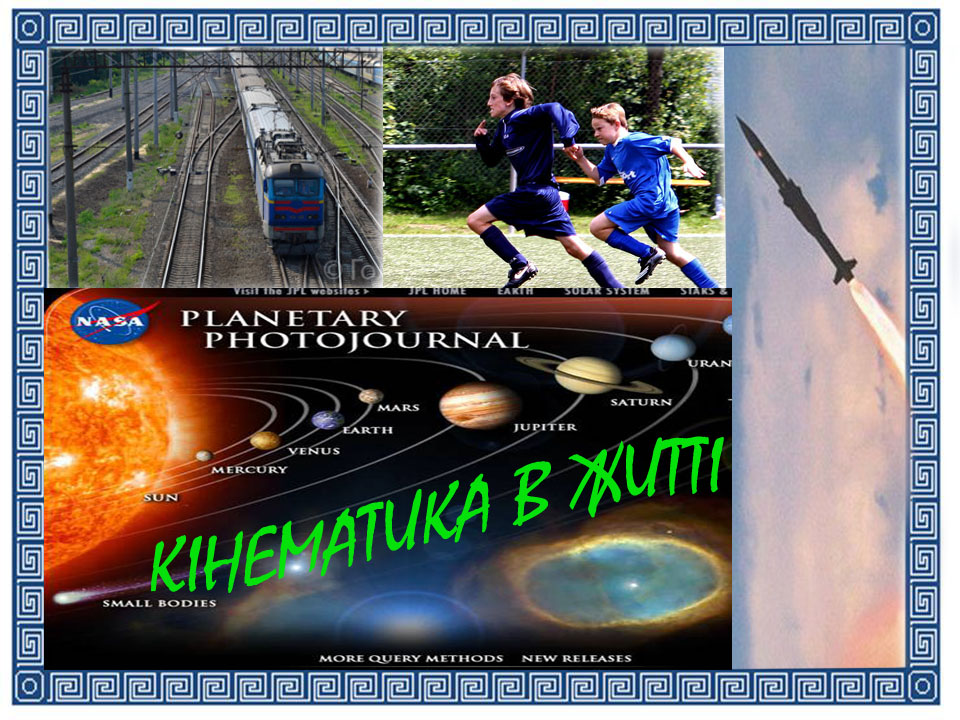 Visit the JPL websites > JPL HOME EARTH SOLAR SYSTEM STARS &
NASA
PLANETARY
PHOTOJOURNAL
URAN
SATURN
MARS
JUPITER
EARTH
VENUS
MERCURY
SUN
КІНЕМАТИКА В ЖИТТІ
SMALL BODIES
MORE QUERY METHODS NEW RELEASES